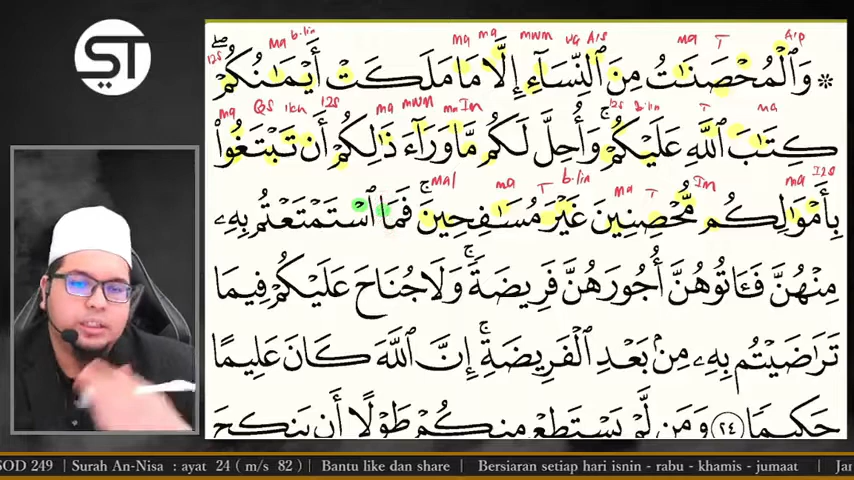 ST
* وَٱلْمُحْصَنَٰتُ مِنَ ٱلنِّسَآءِ إِلَّا مَا مَلَكَتْ أَيْمَٰنُكُمْ ۖ
كِتَٰبَ ٱللَّهِ عَلَيْكُمْ ۚ وَأُحِلَّ لَكُم مَّا وَرَآءَ ذَٰلِكُمْ أَن تَبْتَغُوا۟
بِأَمْوَٰلِكُم مُّحْصِنِينَ غَيْرَ مُسَٰفِحِينَ ۚ فَمَا ٱسْتَمْتَعْتُم بِهِۦ
مِنْهُنَّ فَـَٔاتُوهُنَّ أُجُورَهُنَّ فَرِيضَةً ۚ وَلَا جُنَاحَ عَلَيْكُمْ فِيمَا
تَرَٰضَيْتُم بِهِۦ مِنۢ بَعْدِ ٱلْفَرِيضَةِ ۚ إِنَّ ٱللَّهَ كَانَ عَلِيمًا
حَكِيمًا ٢٤ وَمَن لَّمْ يَسْتَطِعْ مِنكُمْ طَوْلًا أَن يَنكِحَ
SOD 249 | Surah An-Nisa : ayat 24 ( m/s 82 ) | Bantu like dan share | Bersiaran setiap hari isnin - rabu - khamis - jumaat | Jan